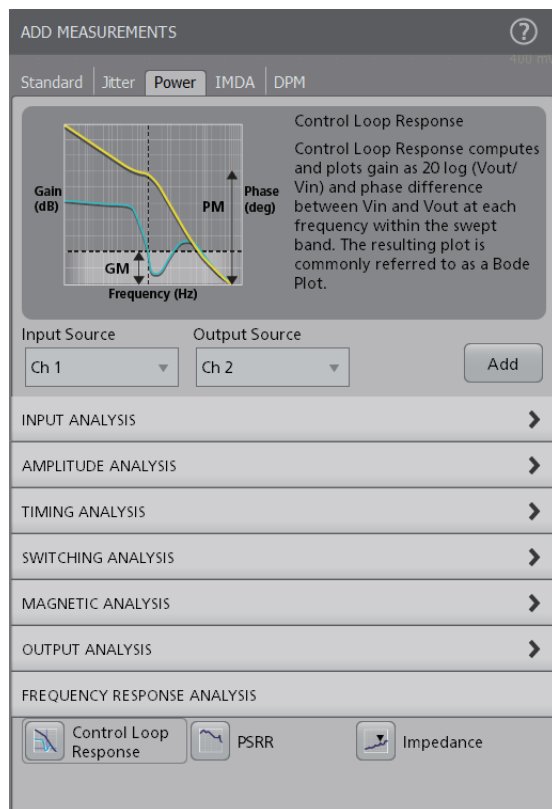 ADD MEASUREMENTS
?
400 m
Standard Jitter Power IMDA DPM
Control Loop Response
Control Loop Response computes
and plots gain as 20 log (Vout/
Vin) and phase difference
between Vin and Vout at each
frequency within the swept
band. The resulting plot is
commonly referred to as a Bode
Plot.
Gain
(dB)
PM
Phase
(deg)
GM
Frequency (Hz)
Input Source
Output Source
Ch 1
Ch 2
Add
INPUT ANALYSIS
AMPLITUDE ANALYSIS
TIMING ANALYSIS
SWITCHING ANALYSIS
MAGNETIC ANALYSIS
OUTPUT ANALYSIS
FREQUENCY RESPONSE ANALYSIS
Control Loop
Response
PSRR
Impedance